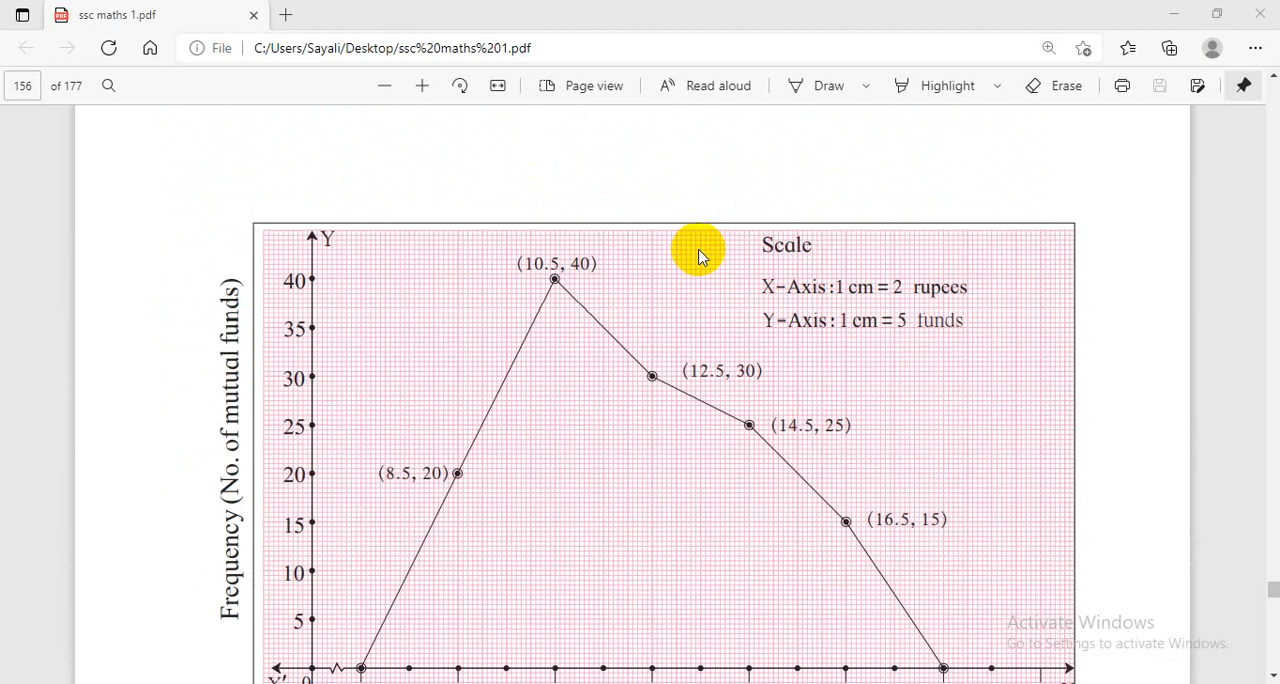 ssc maths 1.pdf
File
C:/Users/Sayali/Desktop/ssc%20maths%201.pdf
156 of 177
Page view
Read aloud
Draw
Highlight
Erase
Y
Scale
(10.5, 40)
40
X-Axis : 1 cm = 2 rupees
Y-Axis : 1 cm = 5 funds
35
30
(12.5, 30)
25
(14.5, 25)
20
(8.5, 20)
15
(16.5, 15)
10
5
Frequency (No. of mutual funds)
Activate Windows
Go to Settings to activate Windows.